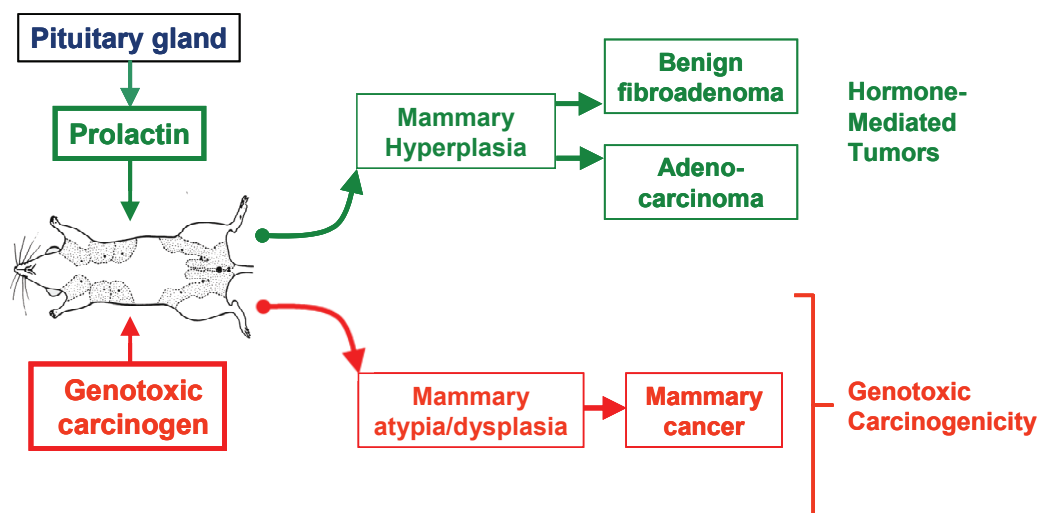 Pituitary gland
Prolactin
Mammary
Hyperplasia
Benign
fibroadenoma
Adeno-
carcinoma
Hormone-
Mediated
Tumors
Genotoxic
carcinogen
Mammary
atypia/dysplasia
Mammary
cancer
Genotoxic
Carcinogenicity